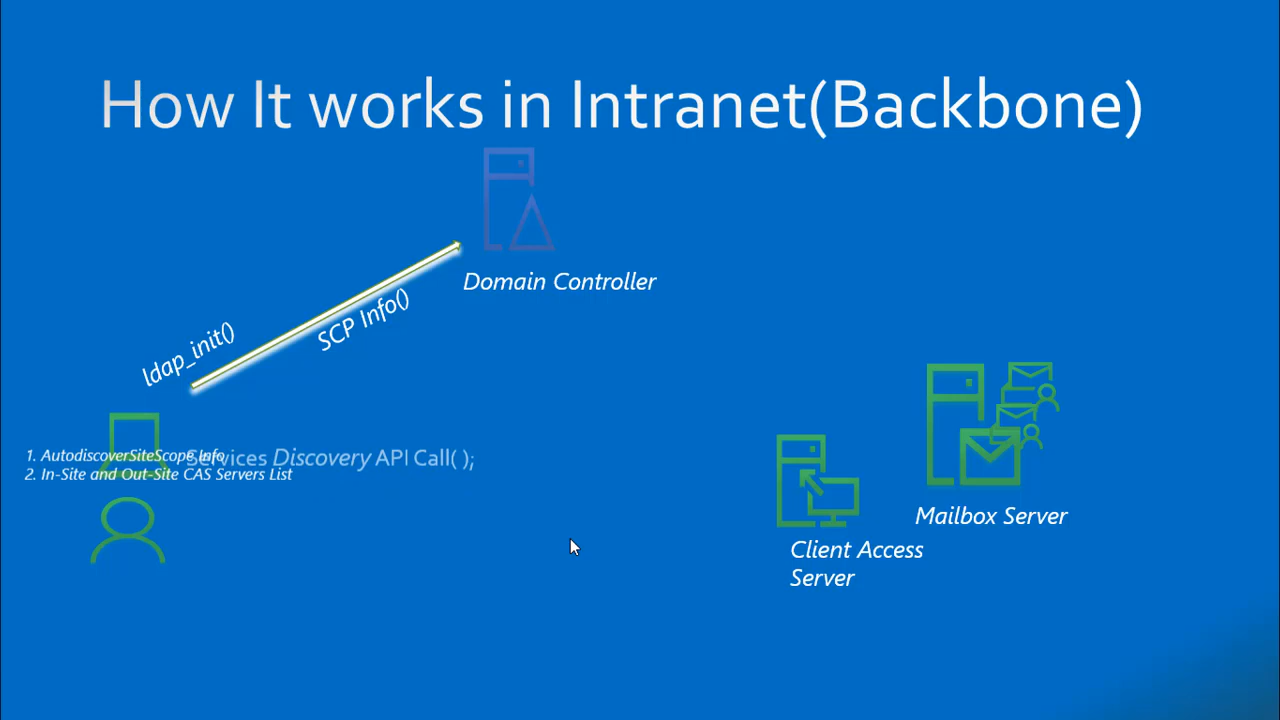 How It works in Intranet(Backbone)
Domain Controller
ldap_init()
SCP Info()
1. AutodiscoverSiteScope Info
2. In-Site and Out-Site CAS Servers List
Services Discovery API Call( );
Mailbox Server
Client Access
Server